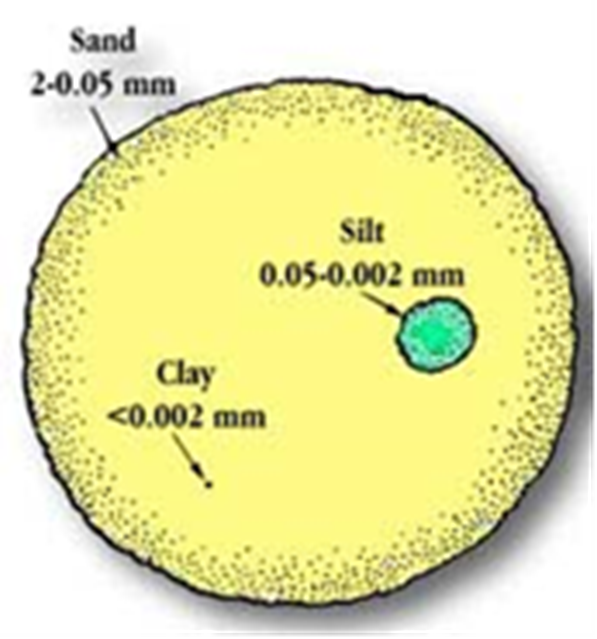 Sand
2-0.05 mm
Silt
0.05-0.002 mm
Clay
<0.002 mm